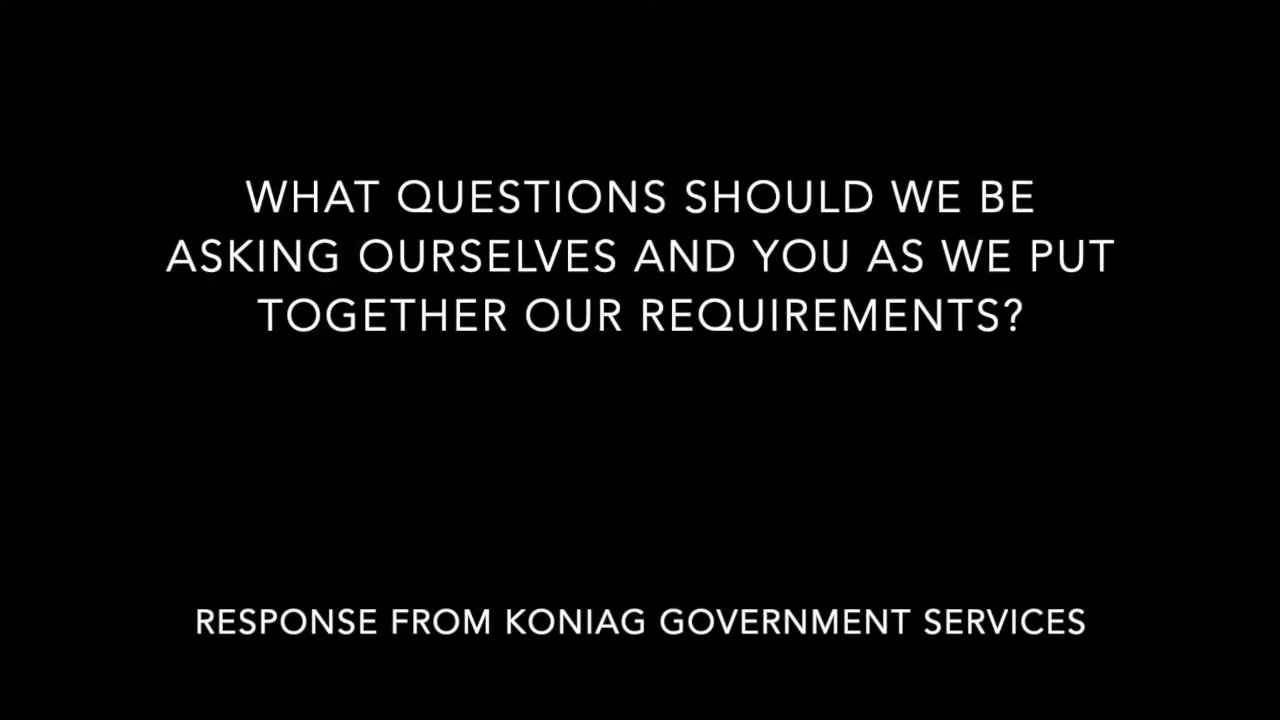 WHAT QUESTIONS SHOULD WE BE
ASKING OURSELVES AND YOU AS WE PUT
TOGETHER OUR REQUIREMENTS?
RESPONSE FROM KONIAG GOVERNMENT SERVICES